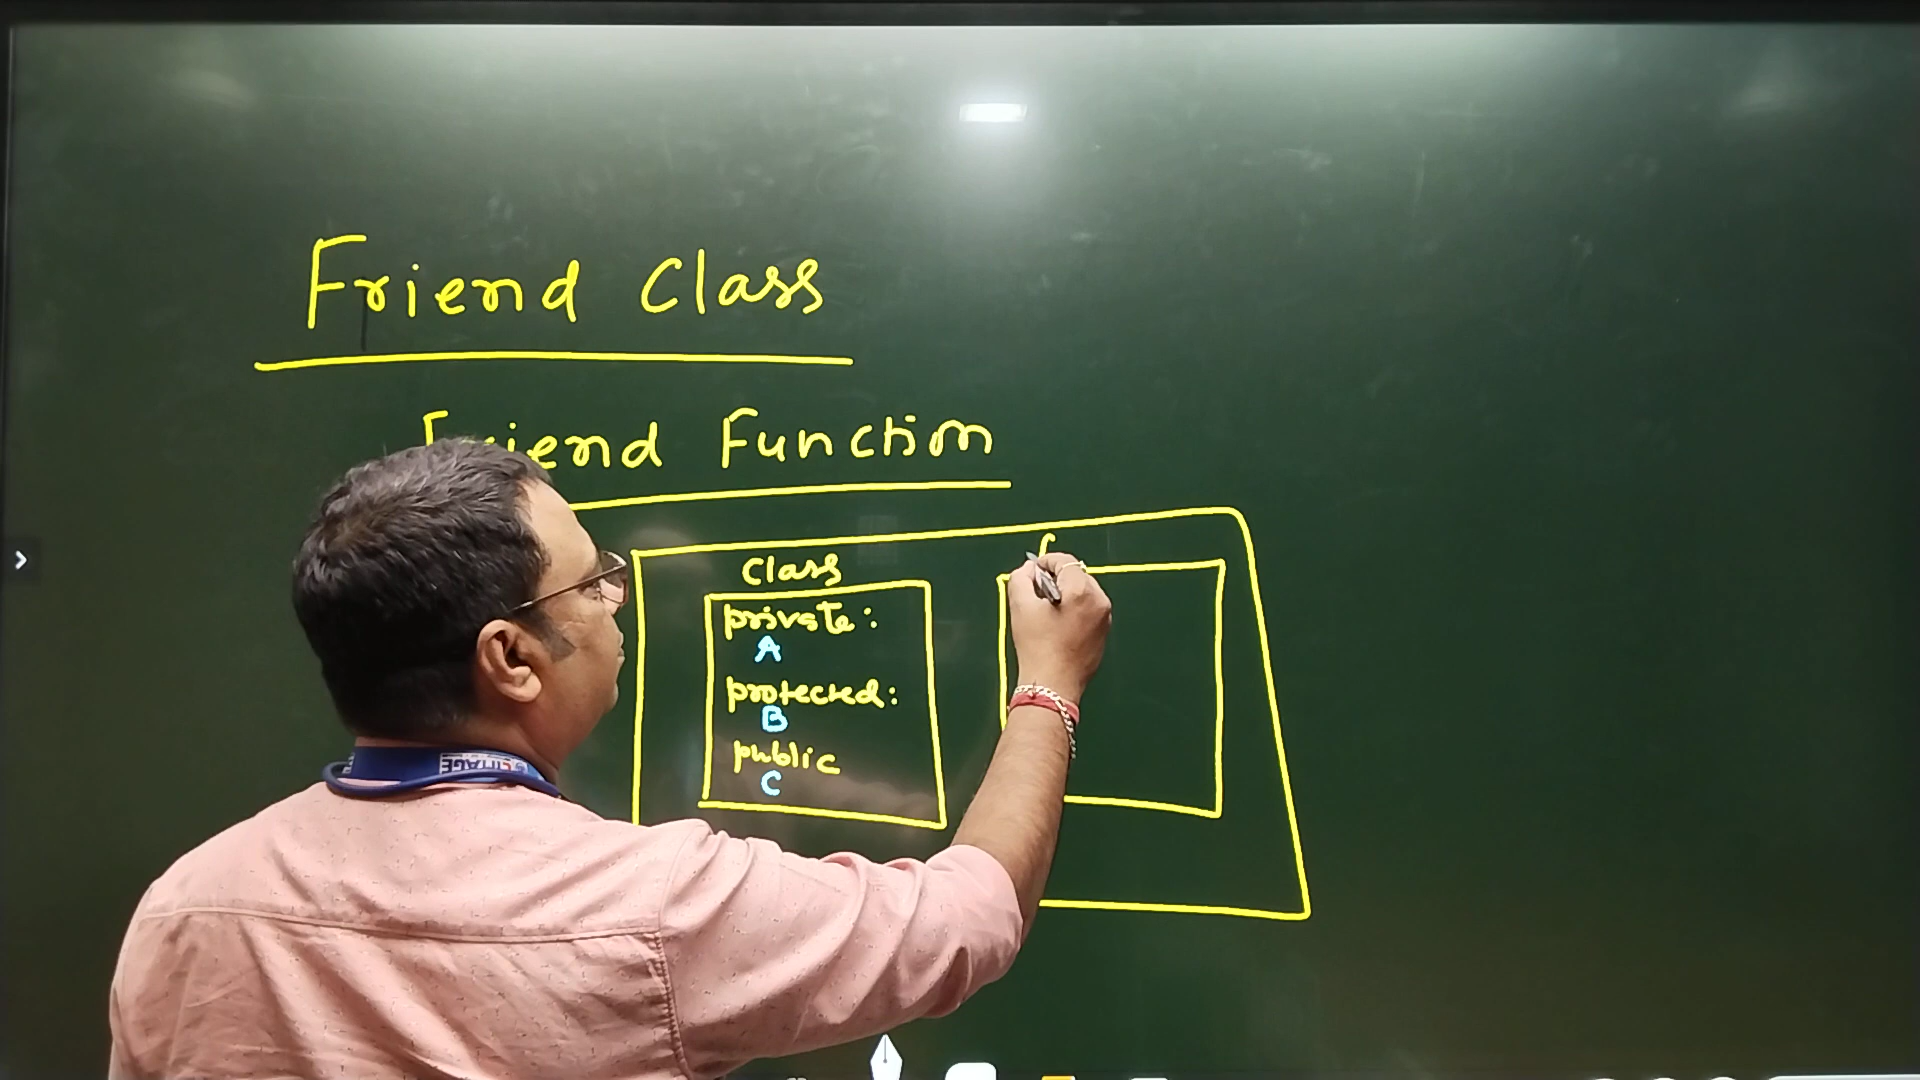 Friend Class
Friend Function
Class
private:
A
protected:
B
public
C